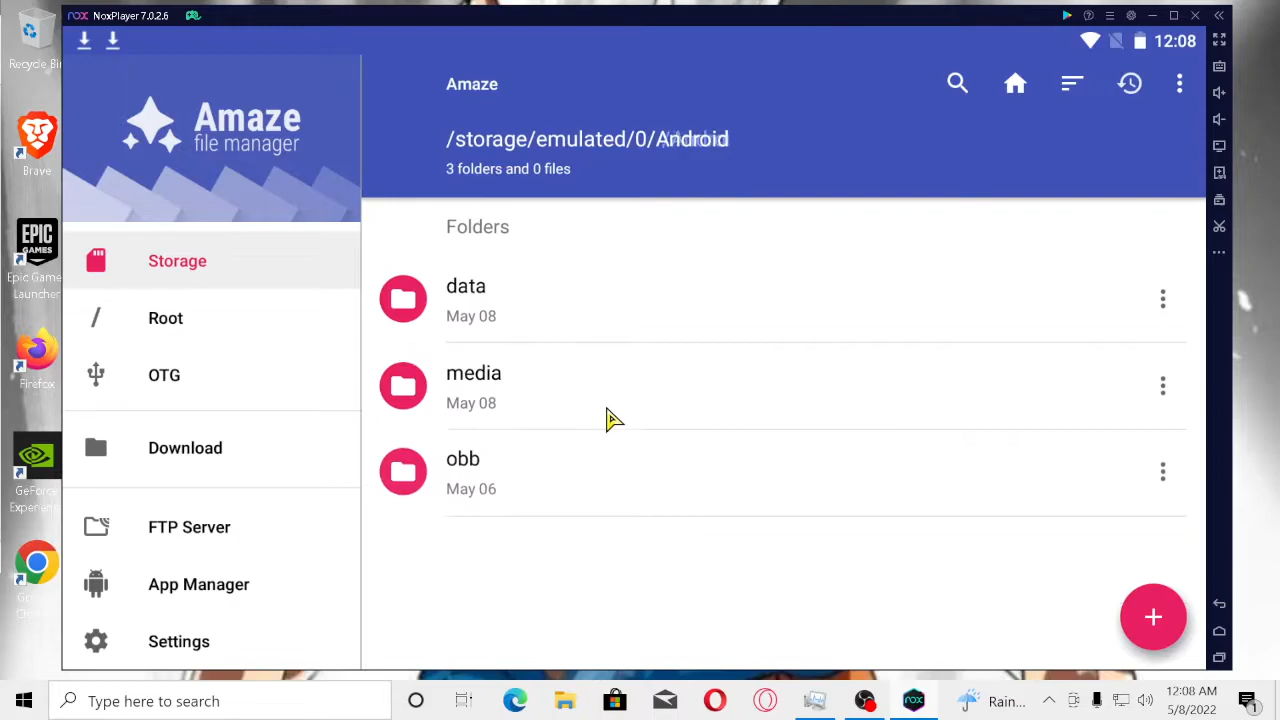 nox NoxPlayer 7.0.2.6
12:08
Recycle Bin
Brave
EPIC
GAMES
Epic Games
Launcher
Firefox
GeForce
Experience
Amaze
file manager
Storage
Root
OTG
Download
FTP Server
App Manager
Settings
Amaze
/storage/emulated/0/Android
3 folders and 0 files
Folders
data
May 08
media
May 08
obb
May 06
Type here to search
nox
Rain...
12:08 AM
5/8/2022
1